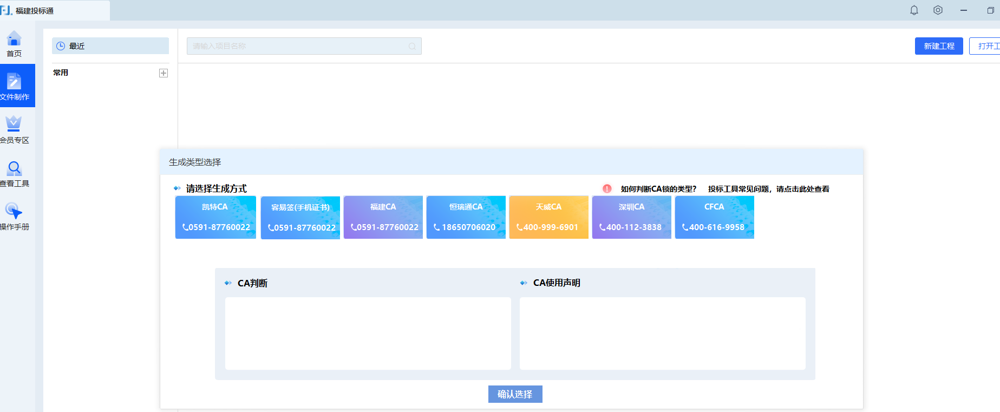 福建投标通
首页
文件制作
会员专区
查看工具
操作手册
最近
常用
请输入项目名称
新建工程
打开工
生成类型选择
请选择生成方式
如何判断CA锁的类型？ 投标工具常见问题，请点击此处查看
凯特CA
0591-87760022
容易签(手机证书)
0591-87760022
福建CA
0591-87760022
恒瑞通CA
18650706020
天威CA
400-999-6901
深圳CA
400-112-3838
CFCA
400-616-9958
CA判断
CA使用声明
确认选择